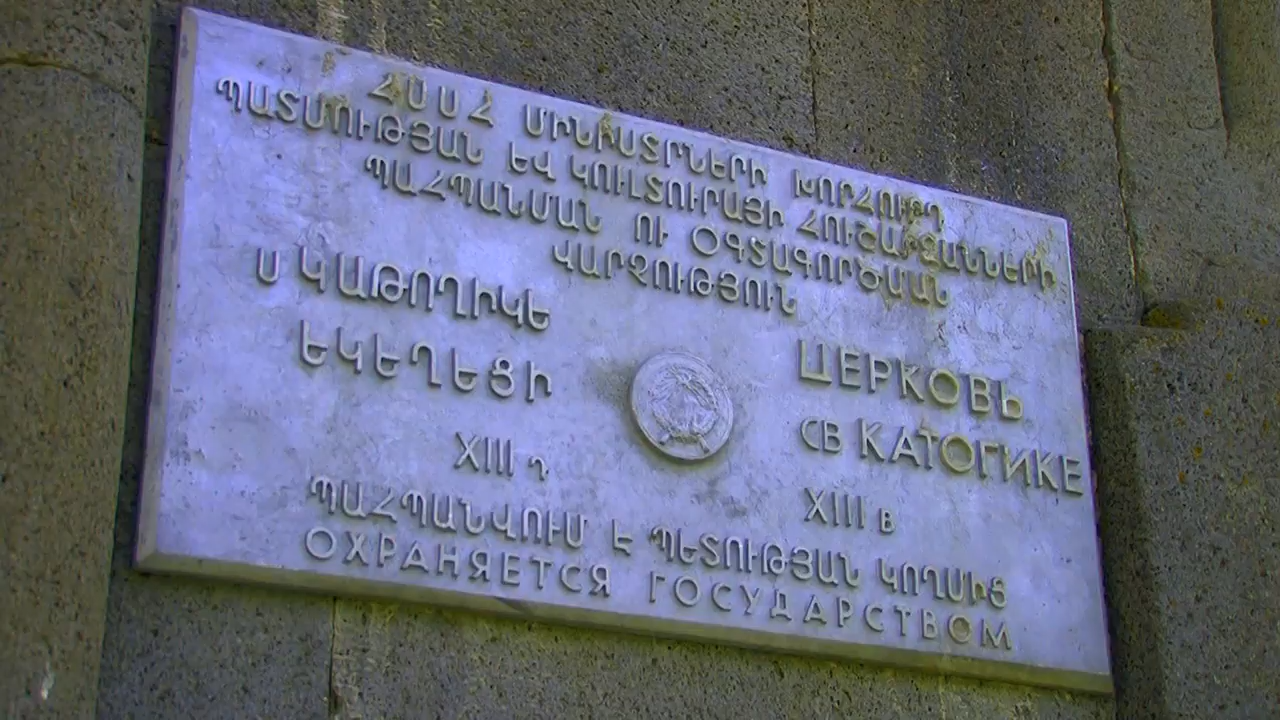 ՀՍՍՀ ՄԻՆԻՍՏՐՆԵՐԻ ԽՈՐՀՈՒՐԴ
ՊԱՏՄՈՒԹՅԱՆ ԵՎ ԿՈՒԼՏՈՒՐԱՅԻ ՀՈՒՇԱՐՁԱՆՆԵՐԻ
ՊԱՀՊԱՆՄԱՆ ՈՒ ՕԳՏԱԳՈՐԾՄԱՆ
ՎԱՐՉՈՒԹՅՈՒՆ
Ս ԿԱԹՈՂԻԿԵ
ԵԿԵՂԵՑԻ
XIII դ
ЦЕРКОВЬ
СВ КАТОГИКЕ
XIII в
ՊԱՀՊԱՆՎՈՒՄ Է ՊԵՏՈՒԹՅԱՆ ԿՈՂՄԻՑ
ОХРАНЯЕТСЯ ГОСУДАРСТВОМ